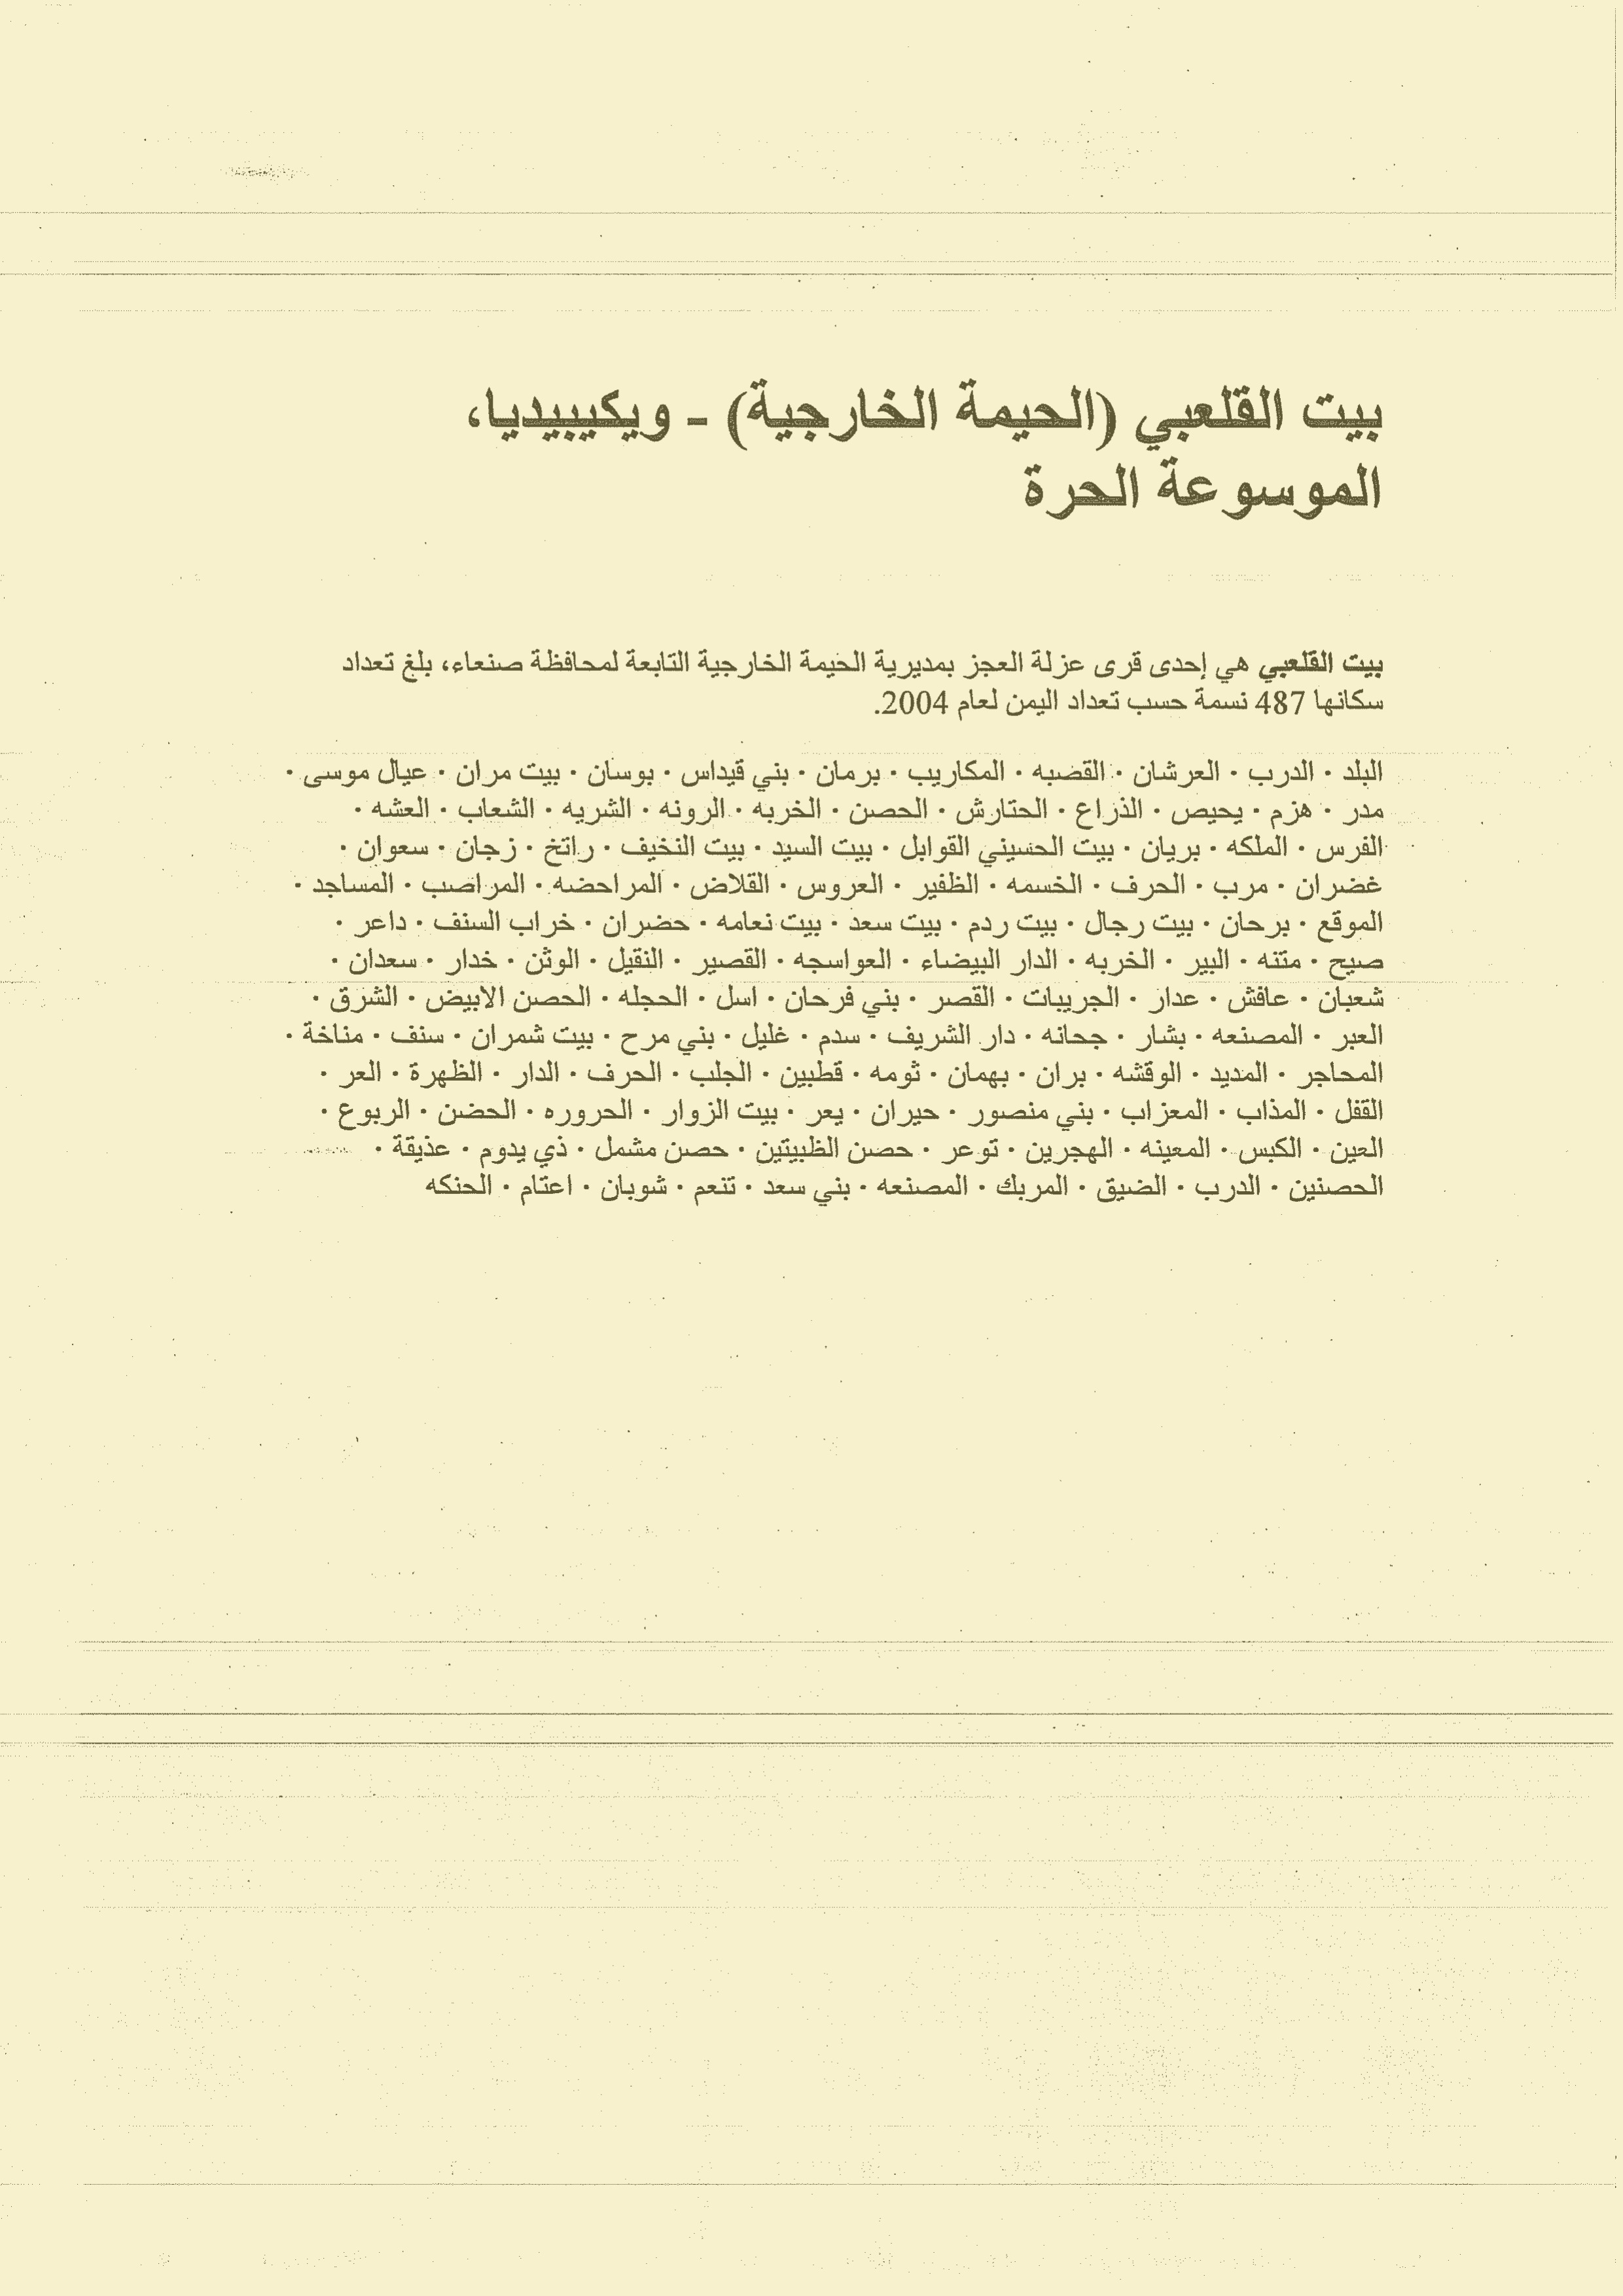 بيت القلعبي (الحيمة الخارجية) - ويكيبيديا،
الموسوعة الحرة
بيت القلعبي هي إحدى قرى عزلة العجز بمديرية الحيمة الخارجية التابعة لمحافظة صنعاء، بلغ تعداد
سكانها 487 نسمة حسب تعداد اليمن لعام 2004.
البلد · الدرب · العرشان · القضبه · المكاريب · برمان · بني قيداس · بوسان · بيت مران · عيال موسى ·
مدر · هزم · يحيص · الذراع · الحتارش · الحصن · الخربه · الرونه · الشريه · الشعاب · العشه ·
الفرس · الملكه · بريان · بيت الحسيني القوابل · بيت السيد · بيت النخيف · راتخ · زجان · سعوان ·
غضران · مرب · الحرف · الخسمه · الظفير · العروس · القلاض · المراحضه · المراصب · المساجد ·
الموقع · برحان · بيت رجال · بيت ردم · بيت سعد · بيت نعامه · حضران · خراب السنف · داعر ·
صيح · متنه · البير · الخربه · الدار البيضاء · العواسجه · القصير · النقيل · الوثن · خدار · سعدان ·
شعبان · عافش · عدار · الجريبات · القصر · بني فرحان · اسل · الحجله · الحصن الابيض · الشرق ·
العبر · المصنعه · بشار · جحانه · دار الشريف · سدم · غليل · بني مرح · بيت شمران · سنف · مناخة ·
المحاجر · المديد · الوقشه · بران · بهمان · ثومه · قطبين · الجلب · الحرف · الدار · الظهرة · العر ·
القفل · المذاب · المعزاب · بني منصور · حيران · يعر · بيت الزوار · الحروره · الحضن · الربوع ·
العين · الكبس · المعينه · الهجرين · توعر · حصن الظبيتين · حصن مشمل · ذي يدوم · عذيقة ·
الحصنين · الدرب · الضيق · المربك · المصنعه · بني سعد · تنعم · شوبان · اعتام · الحنكه